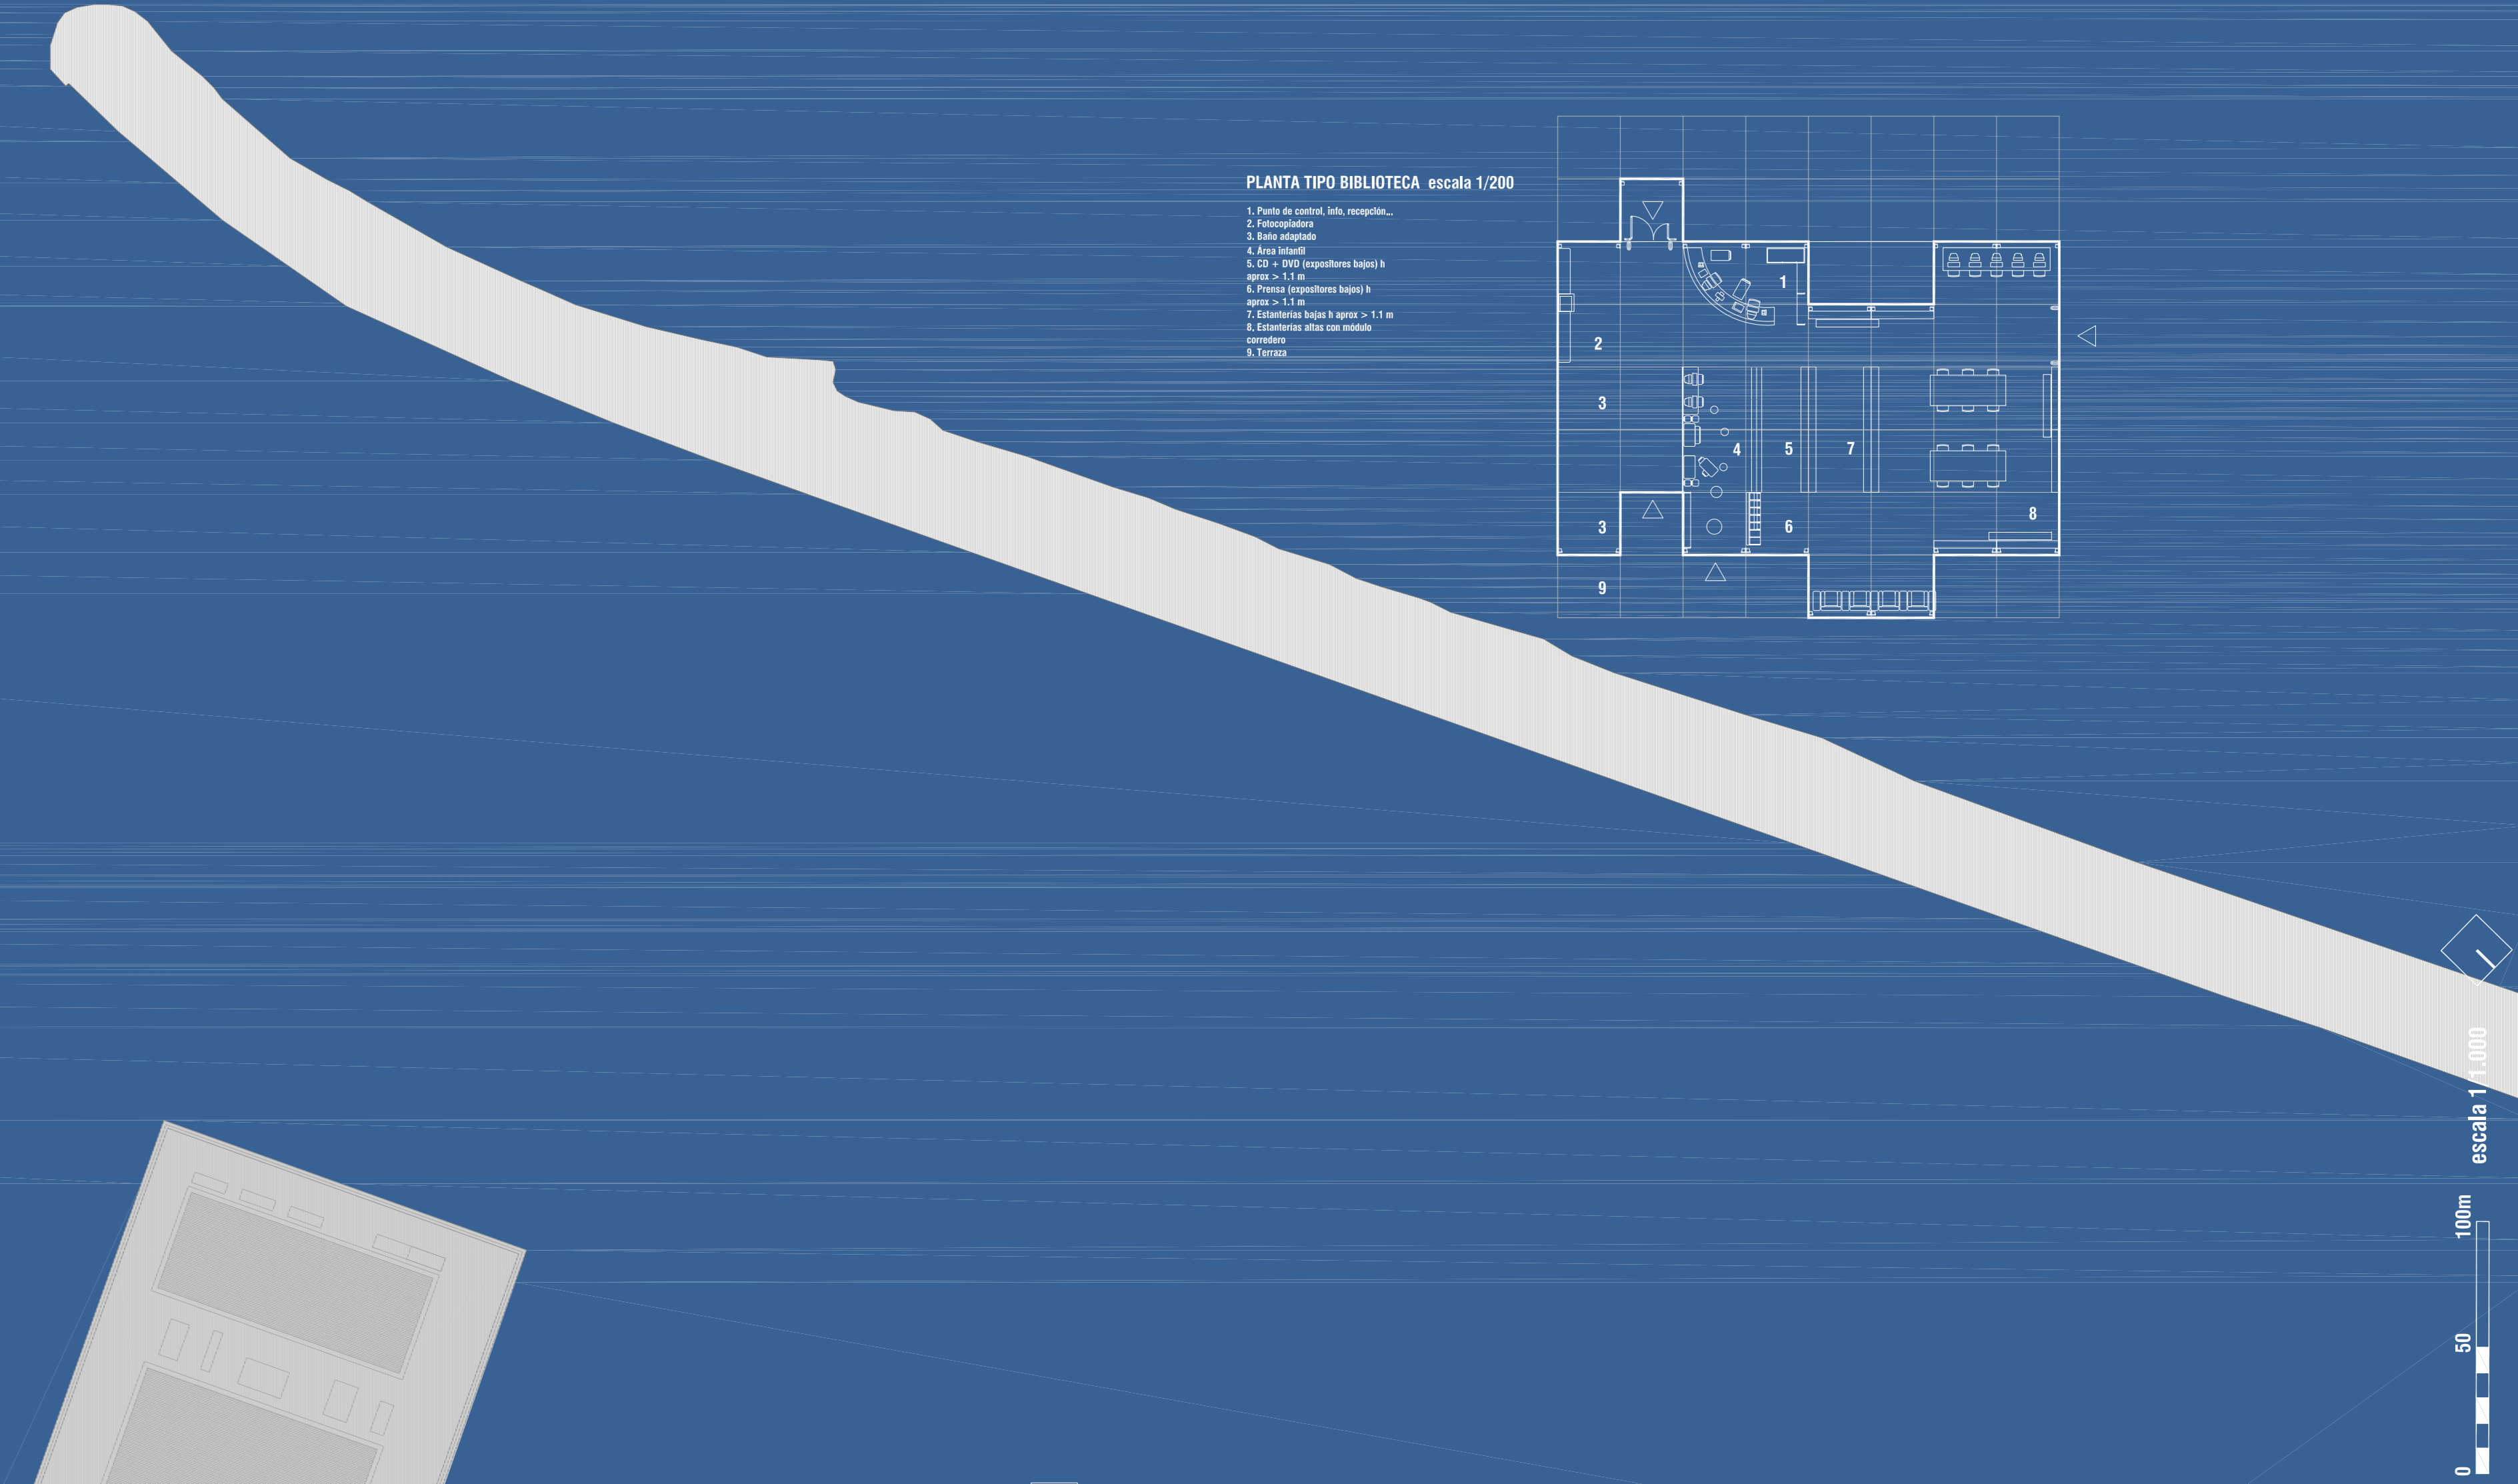 PLANTA TIPO BIBLIOTECA escala 1/200
1. Punto de control, info, recepción...
2. Fotocopiadora
3. Baño adaptado
4. Área infantil
5. CD + DVD (expositores bajos) h
aprox > 1.1 m
6. Prensa (expositores bajos) h
aprox > 1.1 m
7. Estanterías bajas h aprox > 1.1 m
8. Estanterías altas con módulo
corredero
9. Terraza
1
2
3
4
5
7
3
6
8
9
escala 1/1.000
100m
50
0